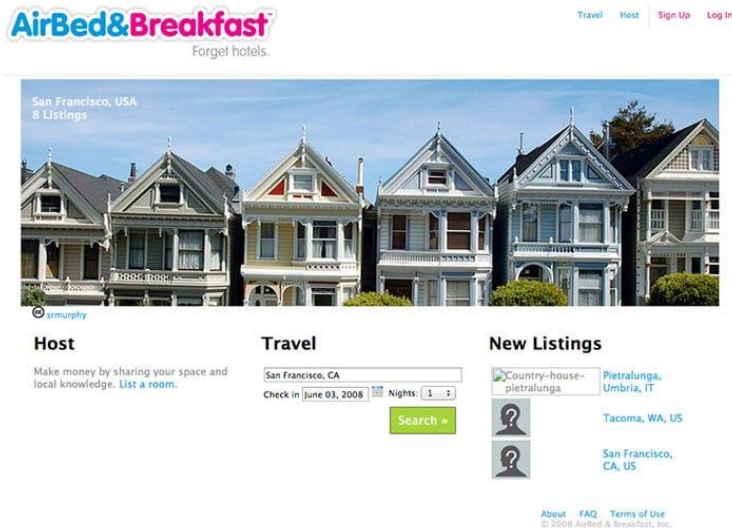 AirBed&Breakfast™
Forget hotels.
Travel Host Sign Up Log In
San Francisco, USA
8 Listings
srmurphy
Host
Make money by sharing your space and
local knowledge. List a room.
Travel
San Francisco, CA
Check in June 03, 2008 Nights: 1
Search »
New Listings
Country-house-
pietralunga
Pietralunga,
Umbria, IT
Tacoma, WA, US
San Francisco,
CA, US
About FAQ Terms of Use
© 2008 AirBed & Breakfast, Inc.